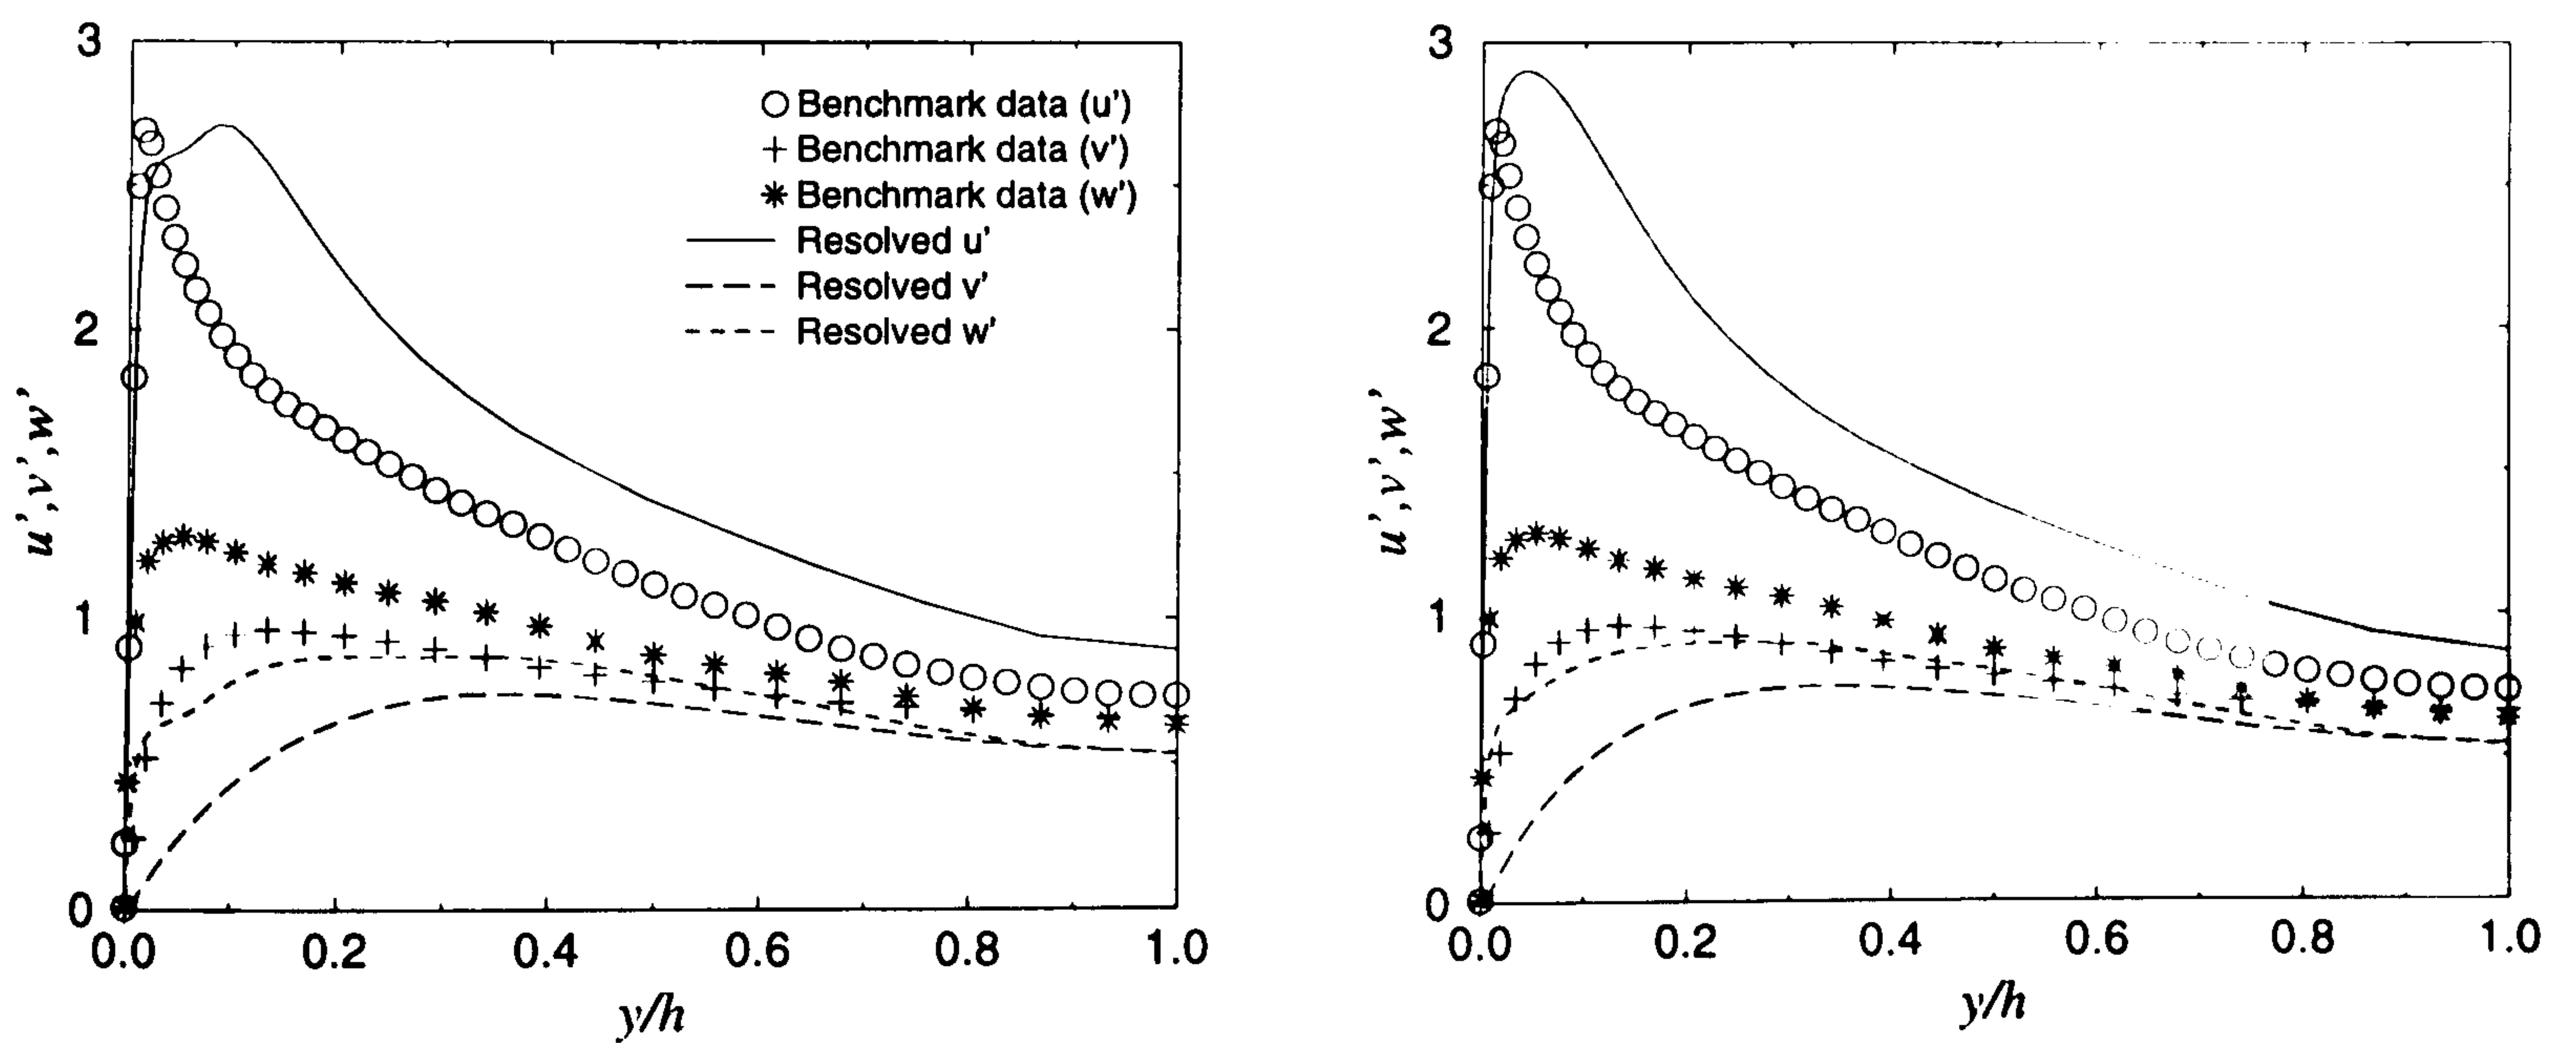 3
2
1
0
u',v',w'
0.0 0.2 0.4 0.6 0.8 1.0
y/h
Benchmark data (u')
Benchmark data (v')
Benchmark data (w')
Resolved u'
Resolved v'
Resolved w'
3
2
1
0
u',v',w'
0.0 0.2 0.4 0.6 0.8 1.0
y/h